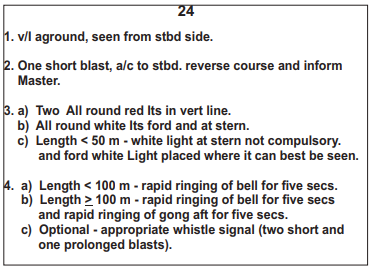 24
1. v/l aground, seen from stbd side.
2. One short blast, a/c to stbd. reverse course and inform
Master.
3. a) Two All round red lts in vert line.
b) All round white lts ford and at stern.
c) Length < 50 m - white light at stern not compulsory.
and ford white Light placed where it can best be seen.
4. a) Length < 100 m - rapid ringing of bell for five secs.
b) Length ≥ 100 m - rapid ringing of bell for five secs
and rapid ringing of gong aft for five secs.
c) Optional - appropriate whistle signal (two short and
one prolonged blasts).